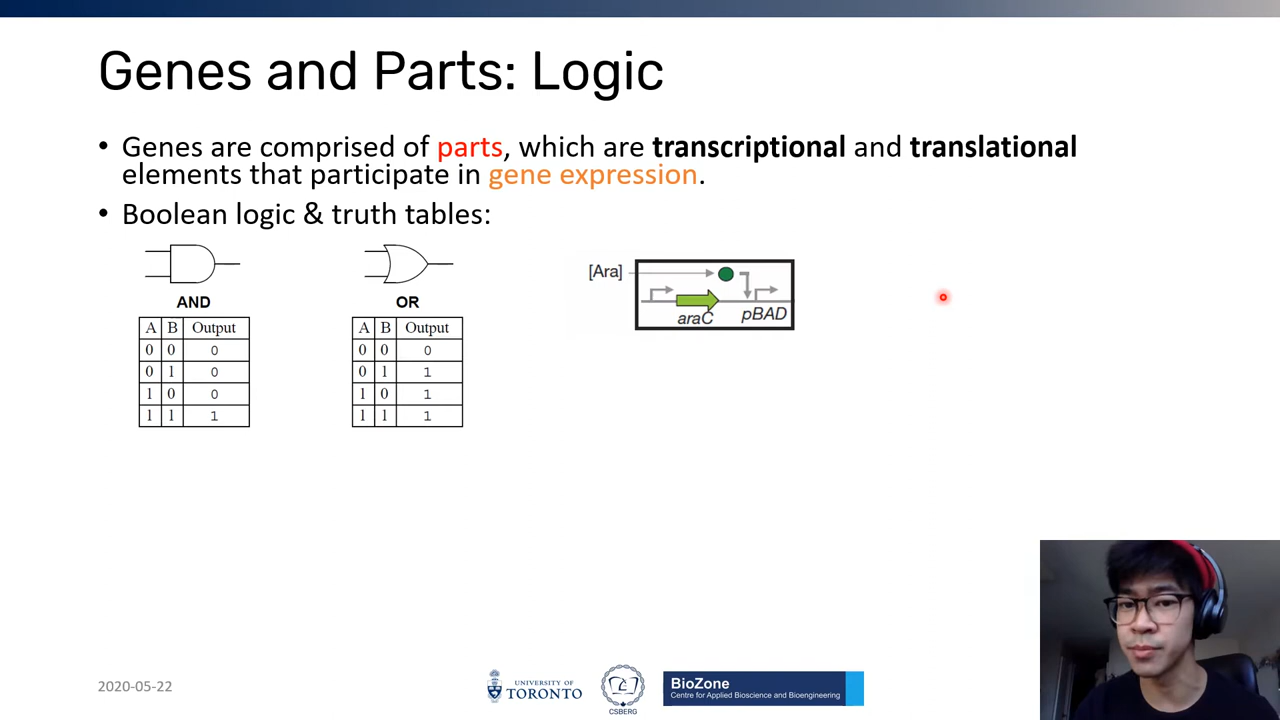 Genes and Parts: Logic
• Genes are comprised of parts, which are transcriptional and translational
elements that participate in gene expression.
• Boolean logic & truth tables:
AND
A B Output
0 0 0
0 1 0
1 0 0
1 1 1
OR
A B Output
0 0 0
0 1 1
1 0 1
1 1 1
[Ara]
araC pBAD
2020-05-22
UNIVERSITY OF
TORONTO
CSBERG
BioZone
Centre for Applied Bioscience and Bioengineering